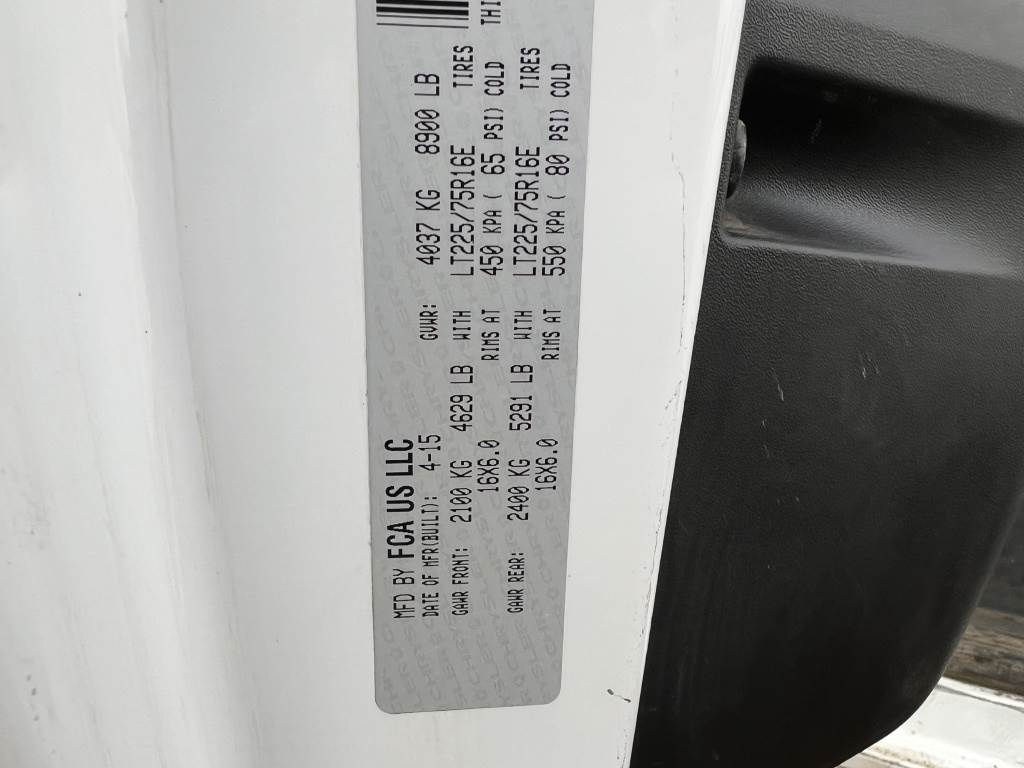 MFD BY FCA US LLC
DATE OF MFR(BUILT): 4-15 GVWR: 4037 KG 8900 LB
GAWR FRONT: 2100 KG 4629 LB WITH LT225/75R16E TIRES
16X6.0 RIMS AT 450 KPA ( 65 PSI) COLD
GAWR REAR: 2400 KG 5291 LB WITH LT225/75R16E TIRES
16X6.0 RIMS AT 550 KPA ( 80 PSI) COLD